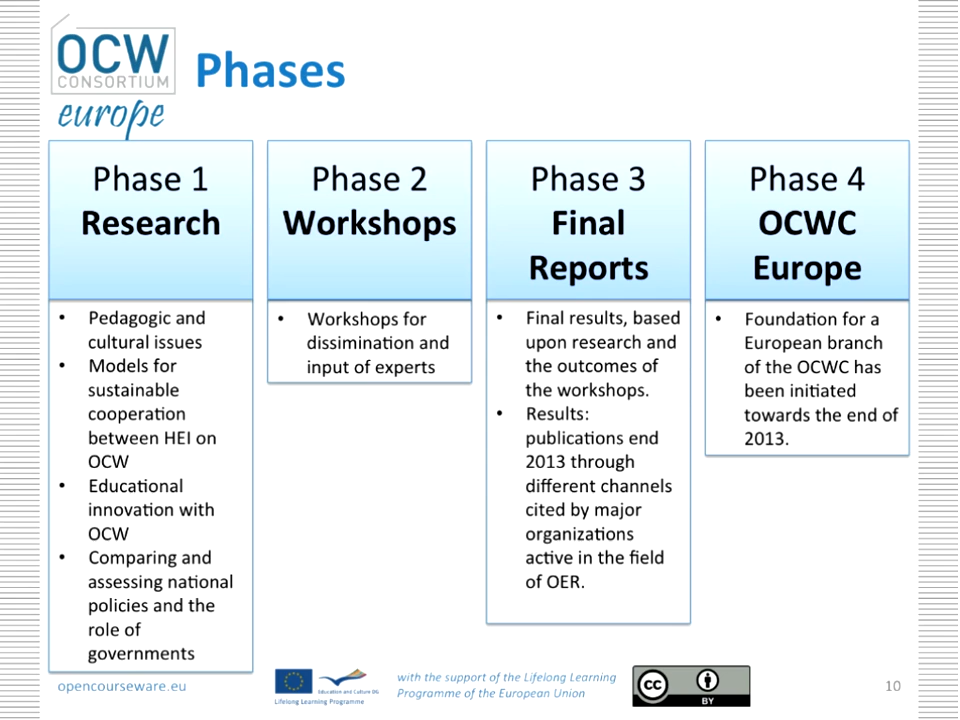 OCW
CONSORTIUM
europe
Phases
Phase 1
Research
• Pedagogic and
cultural issues
• Models for
sustainable
cooperation
between HEI on
OCW
• Educational
innovation with
OCW
• Comparing and
assessing national
policies and the
role of
governments
Phase 2
Workshops
• Workshops for
dissimination and
input of experts
Phase 3
Final
Reports
• Final results, based
upon research and
the outcomes of
the workshops.
• Results:
publications end
2013 through
different channels
cited by major
organizations
active in the field
of OER.
Phase 4
OCWC
Europe
• Foundation for a
European branch
of the OCWC has
been initiated
towards the end of
2013.
opencourseware.eu
Education and Culture DG
Lifelong Learning Programme
with the support of the Lifelong Learning
Programme of the European Union
cc
BY
10